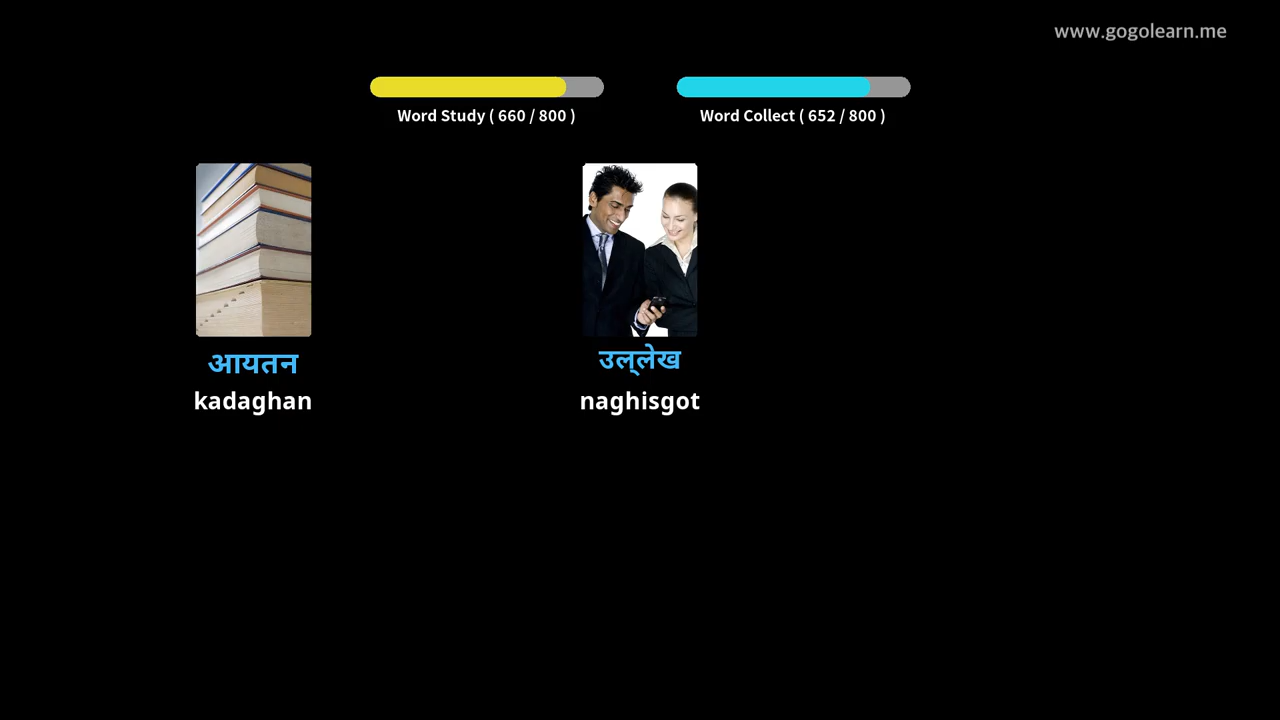 www.gogolearn.me
Word Study ( 660 / 800 )
Word Collect ( 652 / 800 )
आयतन
kadaghan
उल्लेख
naghisgot